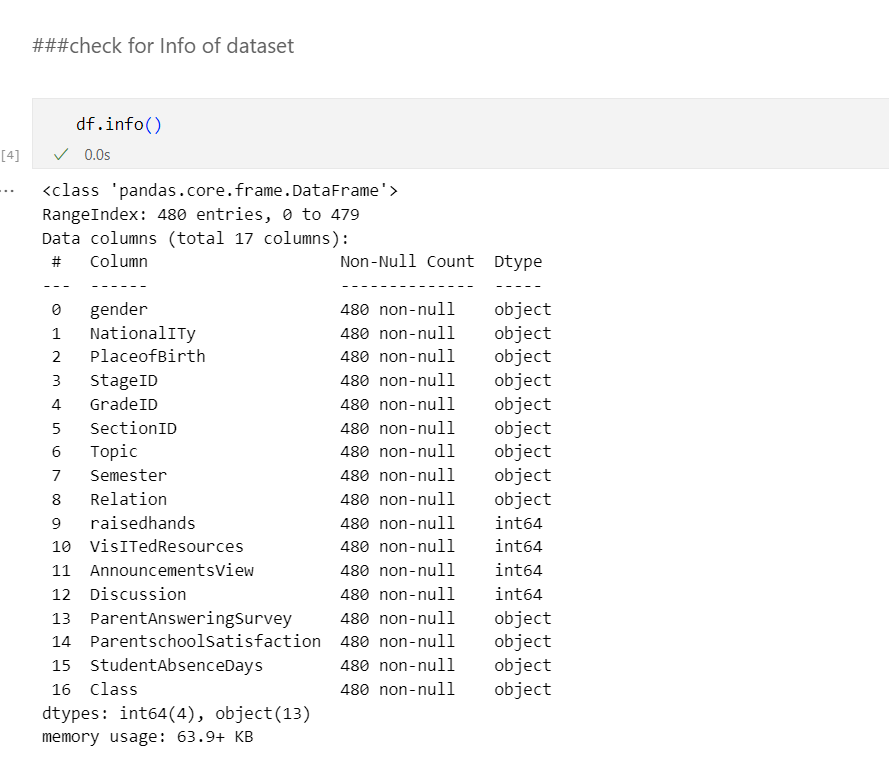 ###check for Info of dataset
df.info()
[4]
✓ 0.0s
...
<class 'pandas.core.frame.DataFrame'>
RangeIndex: 480 entries, 0 to 479
Data columns (total 17 columns):
 #   Column                    Non-Null Count  Dtype
---  ------                    --------------  -----
 0   gender                    480 non-null    object
 1   NationalITy               480 non-null    object
 2   PlaceofBirth              480 non-null    object
 3   StageID                   480 non-null    object
 4   GradeID                   480 non-null    object
 5   SectionID                 480 non-null    object
 6   Topic                     480 non-null    object
 7   Semester                  480 non-null    object
 8   Relation                  480 non-null    object
 9   raisedhands               480 non-null    int64
 10  VisITedResources          480 non-null    int64
 11  AnnouncementsView         480 non-null    int64
 12  Discussion                480 non-null    int64
 13  ParentAnsweringSurvey     480 non-null    object
 14  ParentschoolSatisfaction  480 non-null    object
 15  StudentAbsenceDays        480 non-null    object
 16  Class                     480 non-null    object
dtypes: int64(4), object(13)
memory usage: 63.9+ KB